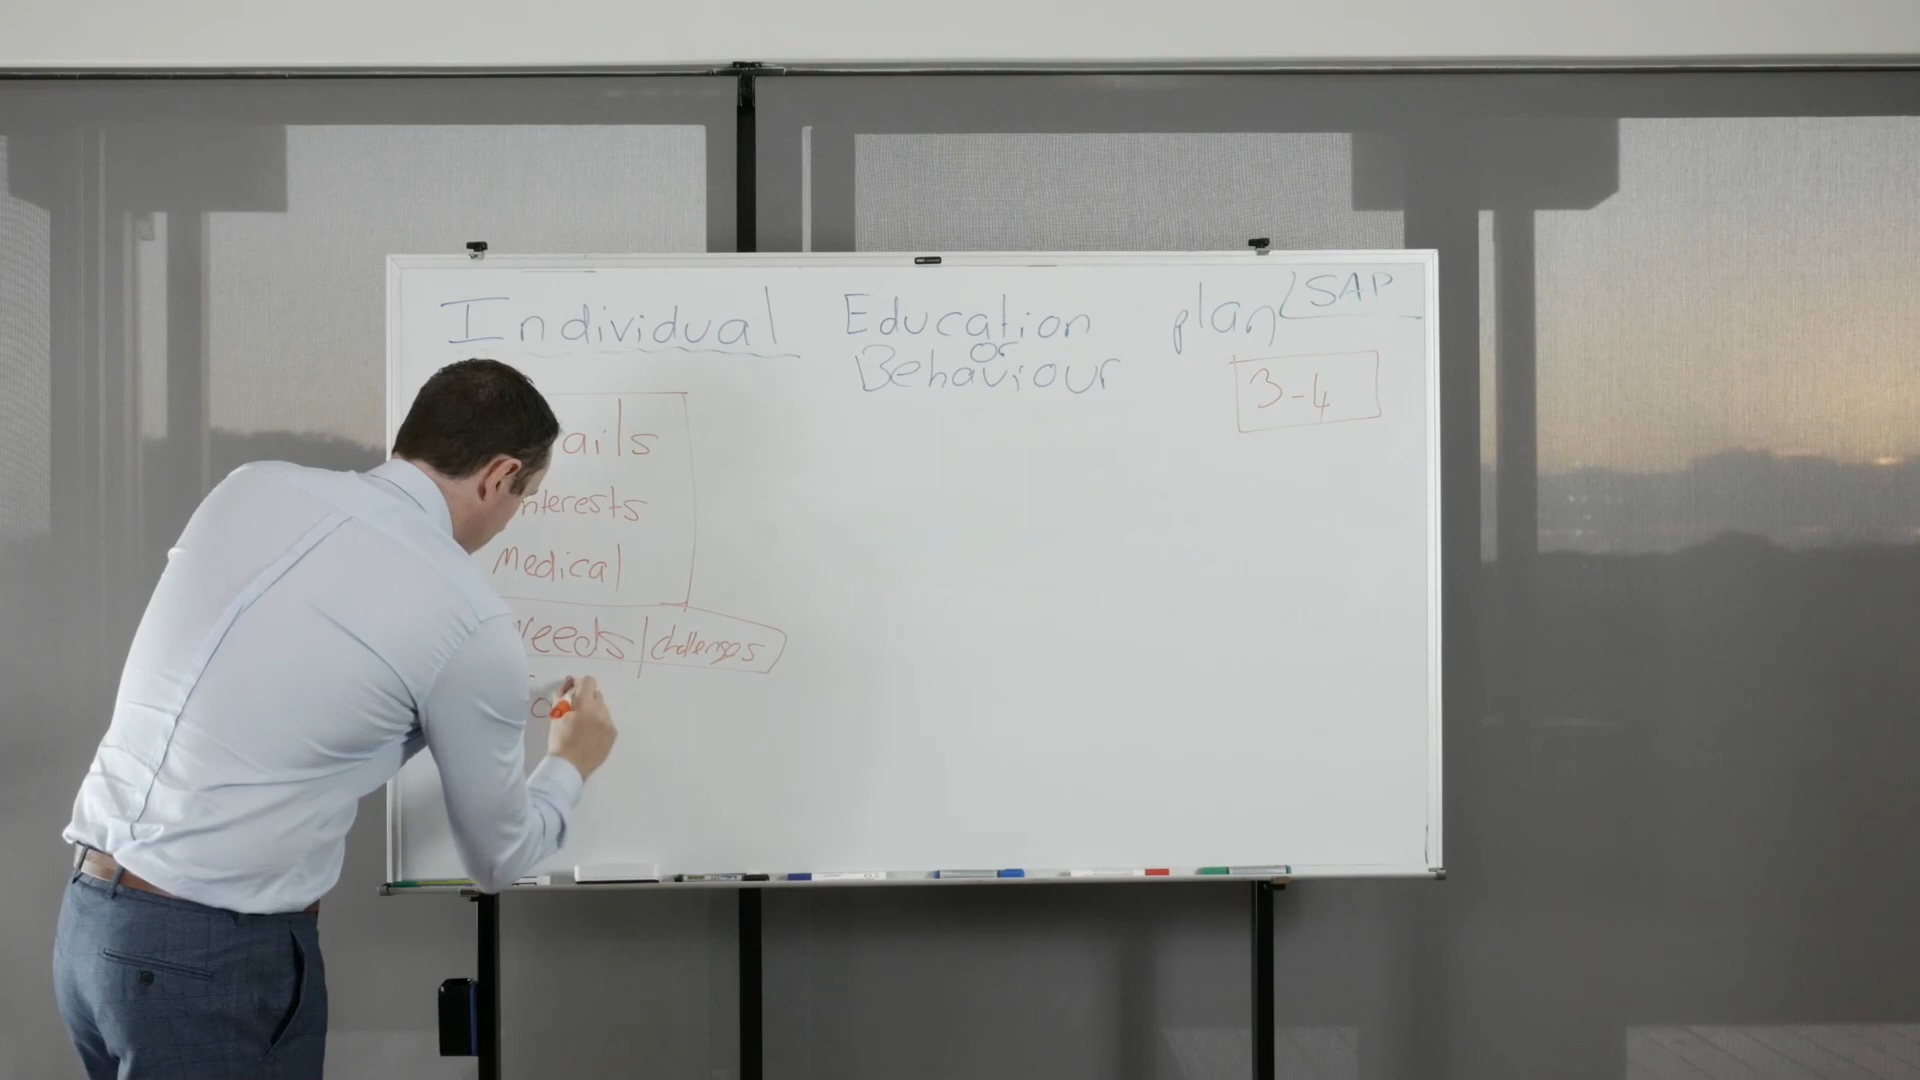 Individual Education plan SAP
or
Behaviour
3-4
ails
nterests
Medical
eeds challenges